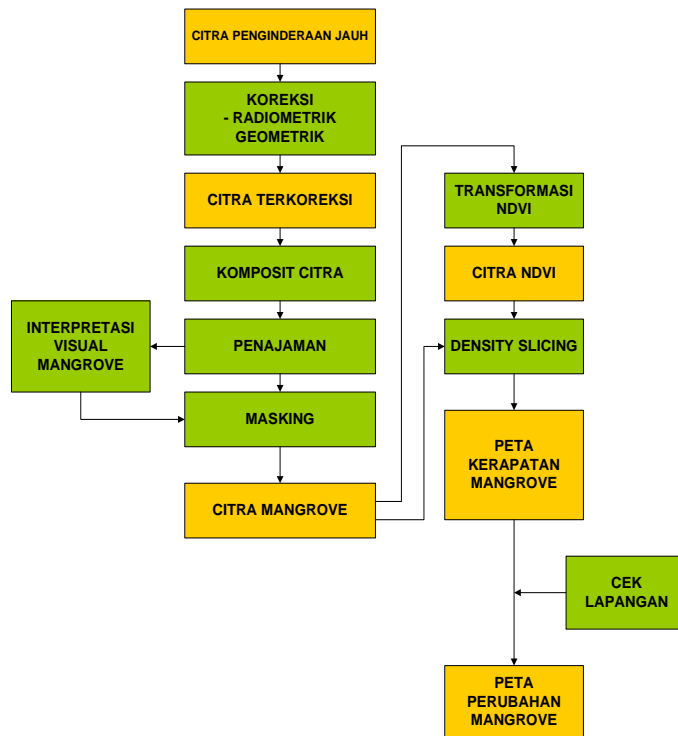 CITRA PENGINDERAAN JAUH
KOREKSI
- RADIOMETRIK
GEOMETRIK
CITRA TERKOREKSI
KOMPOSIT CITRA
INTERPRETASI
VISUAL
MANGROVE
PENAJAMAN
MASKING
CITRA MANGROVE
TRANSFORMASI
NDVI
CITRA NDVI
DENSITY SLICING
PETA
KERAPATAN
MANGROVE
CEK
LAPANGAN
PETA
PERUBAHAN
MANGROVE